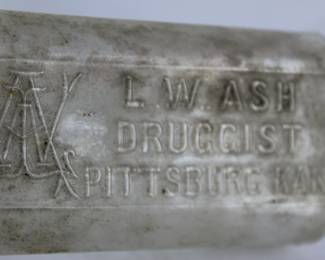 L. W. ASH
DRUGGIST
PITTSBURG KAN